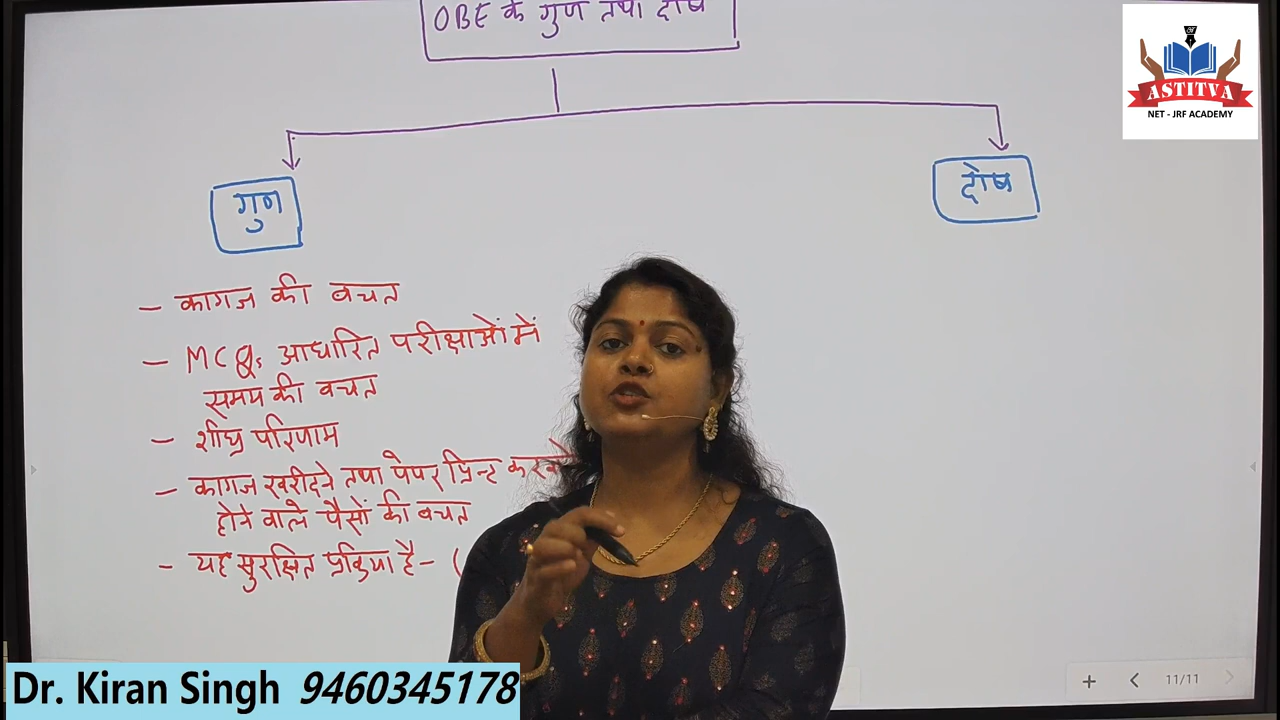 OBE के गुण तथा दोष
ASTITVA
NET - JRF ACADEMY
गुण
दोष
- कागज की बचत
- MCQs आधारित परीक्षाओं में
समय की बचत
- शीघ्र परिणाम
- कागज खरीदने तथा पेपर प्रिन्ट करवाने
होने वाले पैसों की बचत
- यह सुरक्षित प्रक्रिया है - (
Dr. Kiran Singh 9460345178
11/11